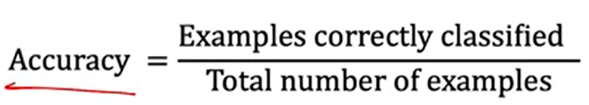 Examples correctly classified
Accuracy =
Total number of examples